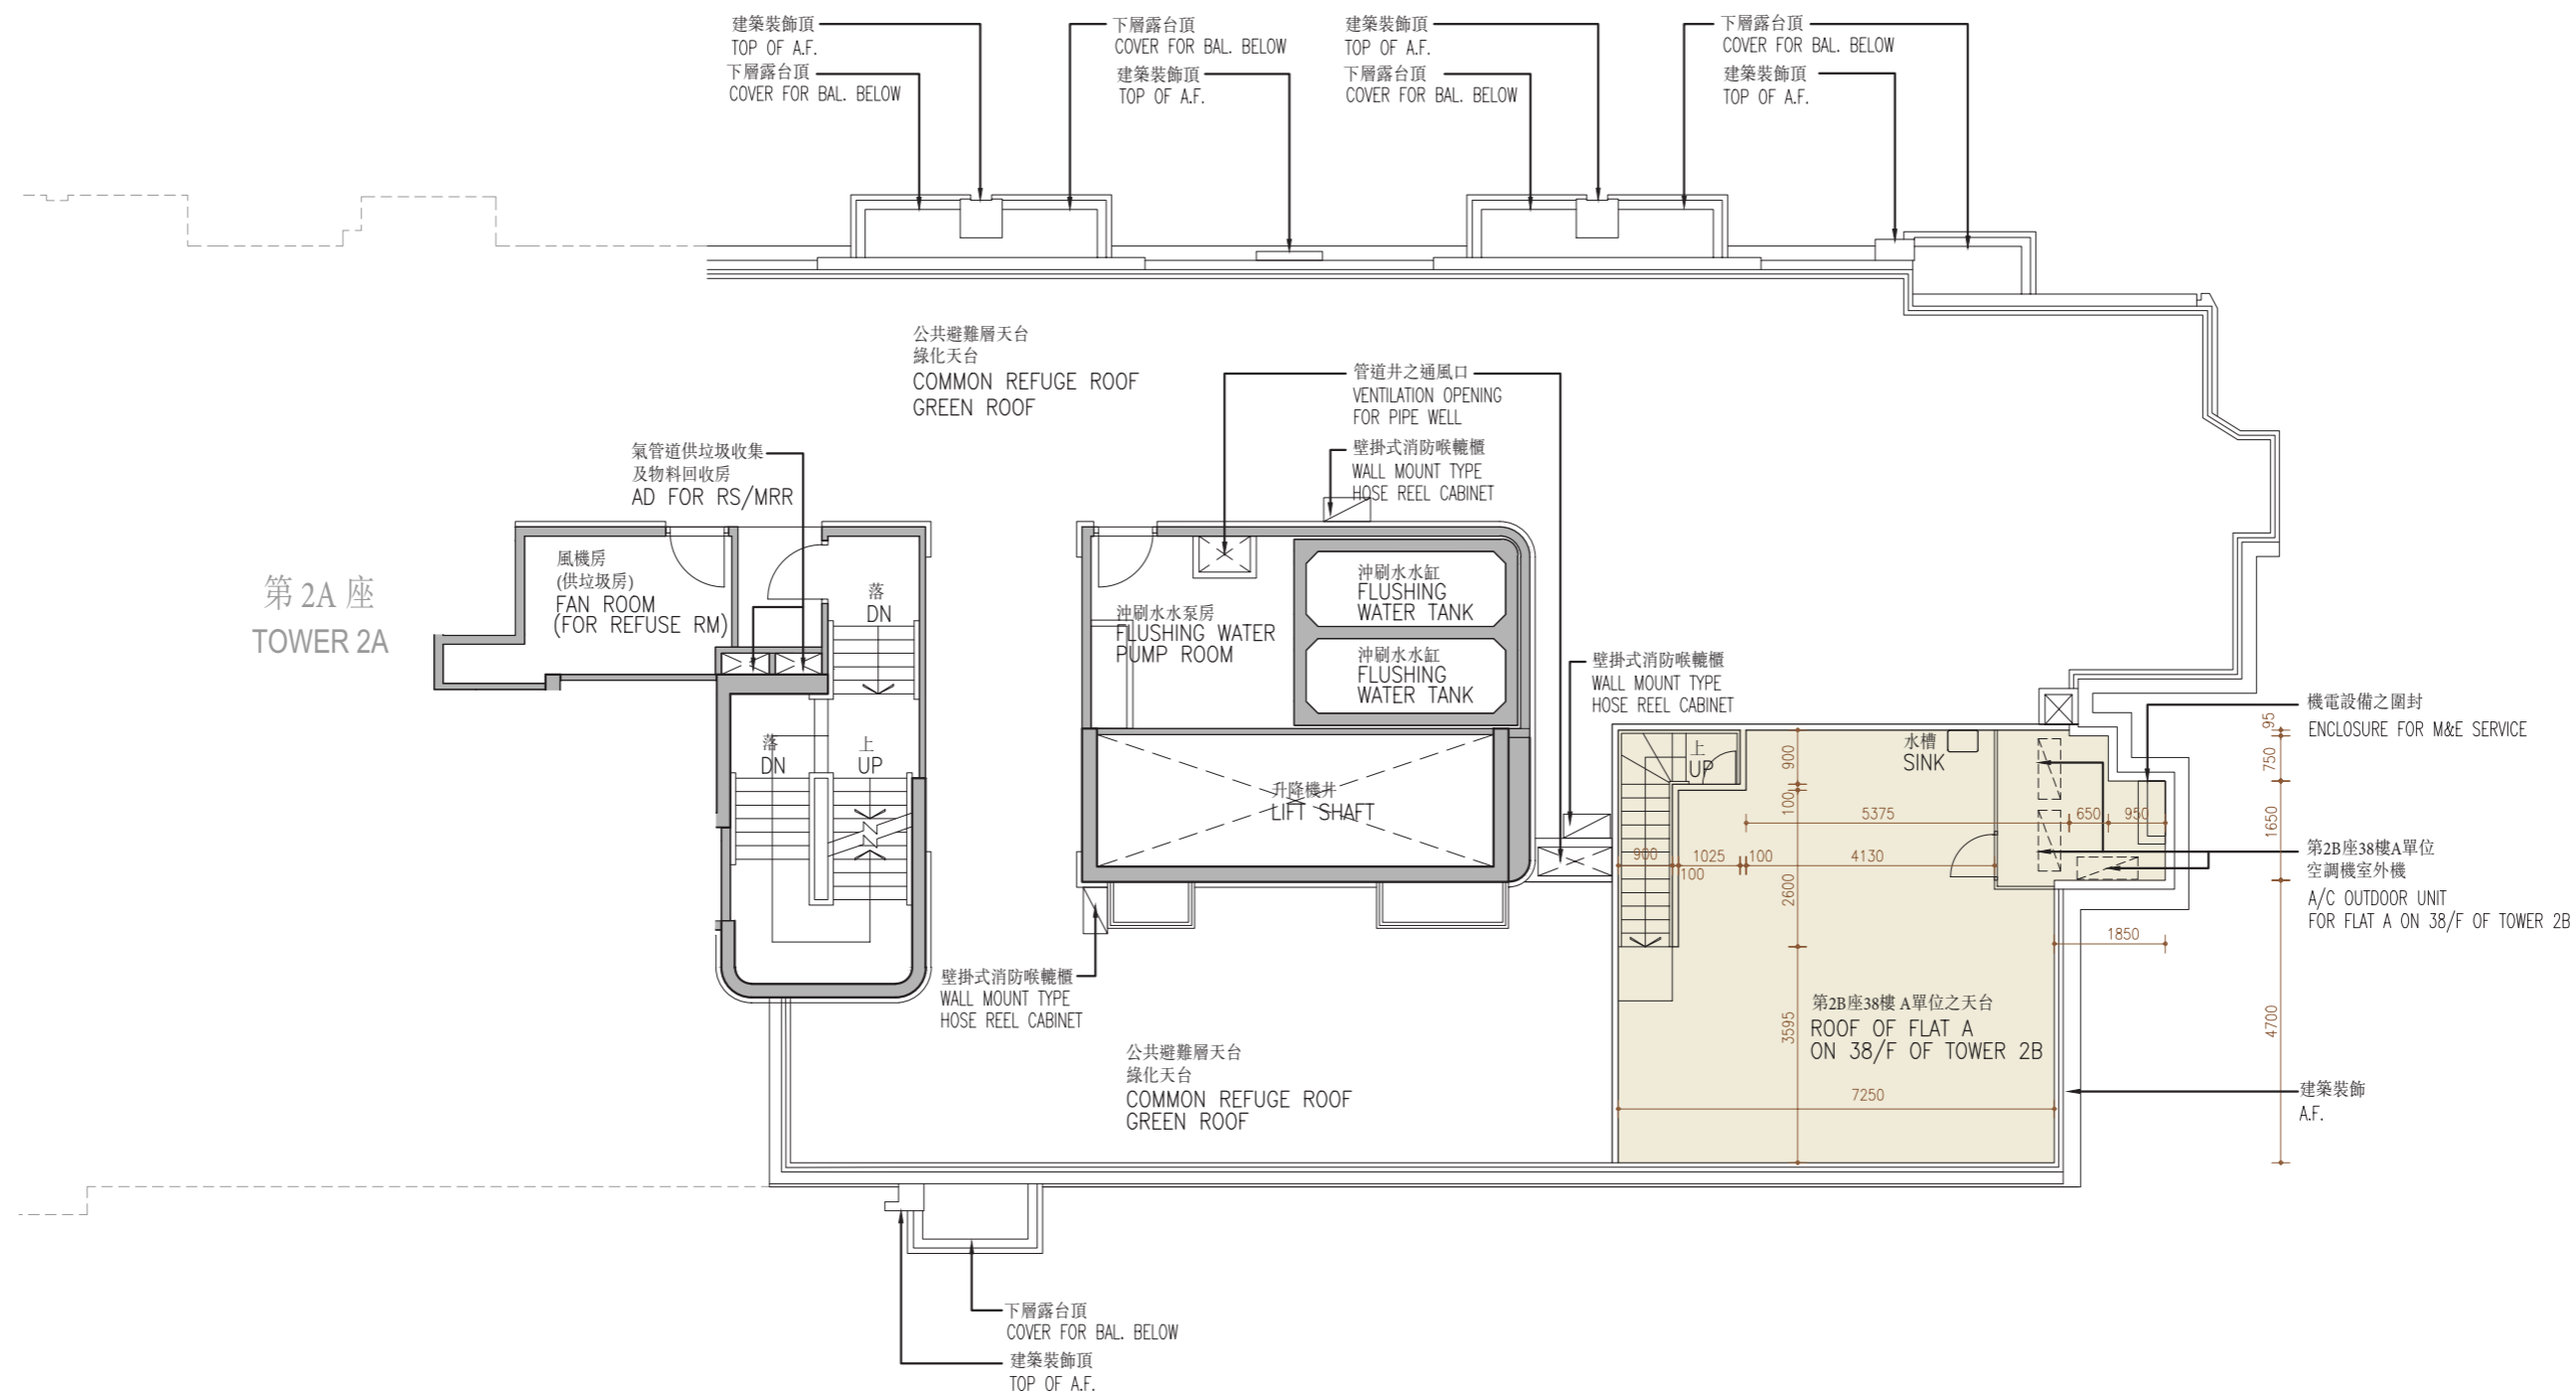 建築裝飾頂
TOP OF A.F.
下層露台頂
COVER FOR BAL. BELOW
下層露台頂
COVER FOR BAL. BELOW
建築裝飾頂
TOP OF A.F.
建築裝飾頂
TOP OF A.F.
下層露台頂
COVER FOR BAL. BELOW
下層露台頂
COVER FOR BAL. BELOW
建築裝飾頂
TOP OF A.F.
公共避難層天台
綠化天台
COMMON REFUGE ROOF
GREEN ROOF
管道井之通風口
VENTILATION OPENING
FOR PIPE WELL
壁掛式消防喉轆櫃
WALL MOUNT TYPE
HOSE REEL CABINET
氣管道供垃圾收集
及物料回收房
AD FOR RS/MRR
第 2A 座
TOWER 2A
風機房
(供垃圾房)
FAN ROOM
(FOR REFUSE RM)
落
DN
沖刷水水泵房
FLUSHING WATER
PUMP ROOM
沖刷水水缸
FLUSHING
WATER TANK
沖刷水水缸
FLUSHING
WATER TANK
壁掛式消防喉轆櫃
WALL MOUNT TYPE
HOSE REEL CABINET
落
DN
上
UP
升降機井
LIFT SHAFT
上
UP
水槽
SINK
機電設備之圍封
ENCLOSURE FOR M&E SERVICE
95
750
1650
4700
900
100
2600
3595
5375
650
950
900
100
1025
100
4130
1850
7250
第2B座38樓A單位
空調機室外機
A/C OUTDOOR UNIT
FOR FLAT A ON 38/F OF TOWER 2B
第2B座38樓 A單位之天台
ROOF OF FLAT A
ON 38/F OF TOWER 2B
壁掛式消防喉轆櫃
WALL MOUNT TYPE
HOSE REEL CABINET
公共避難層天台
綠化天台
COMMON REFUGE ROOF
GREEN ROOF
建築裝飾
A.F.
下層露台頂
COVER FOR BAL. BELOW
建築裝飾頂
TOP OF A.F.